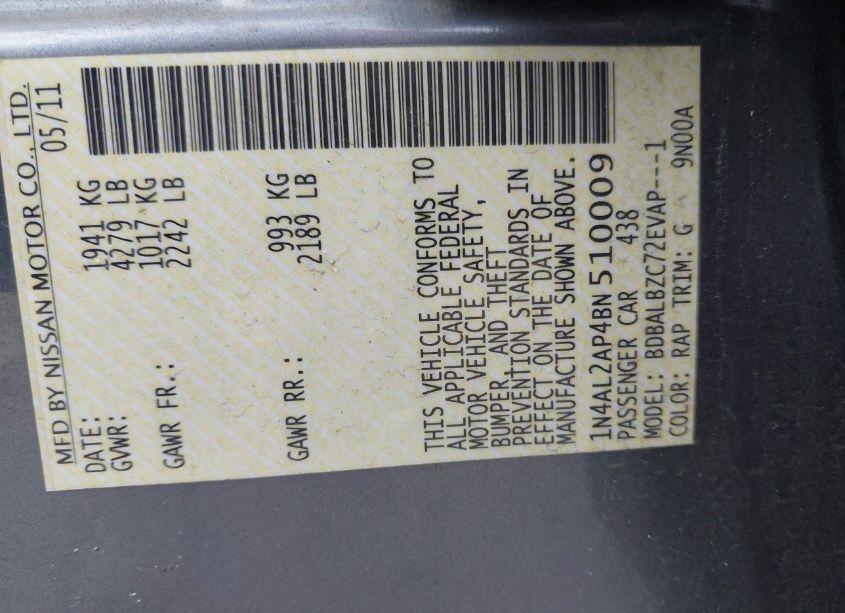 MFD BY NISSAN MOTOR CO., LTD.
DATE: 05/11
GVWR: 1941 KG
4279 LB
GAWR FR.: 1017 KG
2242 LB
GAWR RR.: 993 KG
2189 LB
THIS VEHICLE CONFORMS TO
ALL APPLICABLE FEDERAL
MOTOR VEHICLE SAFETY,
BUMPER, AND THEFT
PREVENTION STANDARDS IN
EFFECT ON THE DATE OF
MANUFACTURE SHOWN ABOVE.
1N4AL2AP4BN510009
PASSENGER CAR 438
MODEL: BDBALBZC72EVAP---1
COLOR: RAP TRIM: G 9N00A